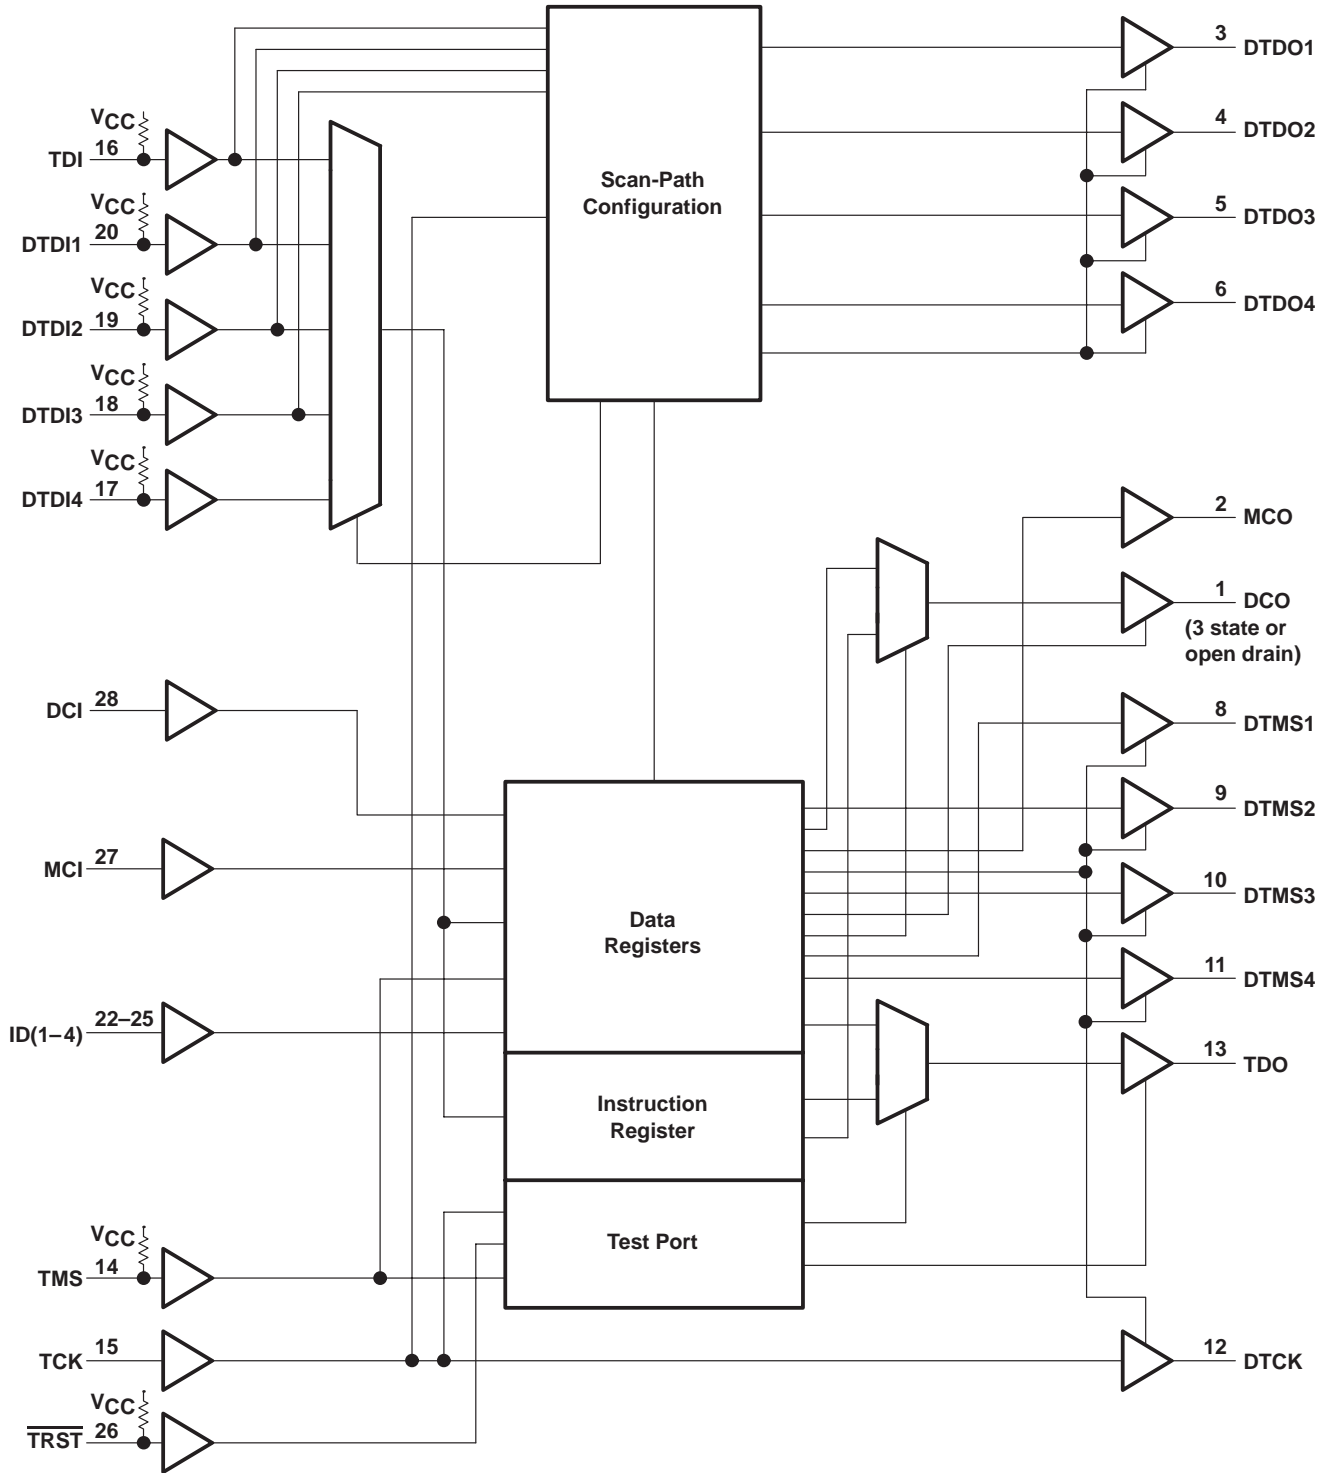 3 DTDO1
VCC
16
TDI
4 DTDO2
Scan-Path
Configuration
VCC
20
DTDI1
5 DTDO3
VCC
19
DTDI2
6 DTDO4
VCC
18
DTDI3
VCC
17
DTDI4
2 MCO
1 DCO
(3 state or
open drain)
28
DCI
8 DTMS1
9 DTMS2
27
MCI
10 DTMS3
Data
Registers
11 DTMS4
22–25
ID(1–4)
13 TDO
Instruction
Register
Test Port
VCC
14
TMS
15
TCK
12 DTCK
VCC
26
TRST